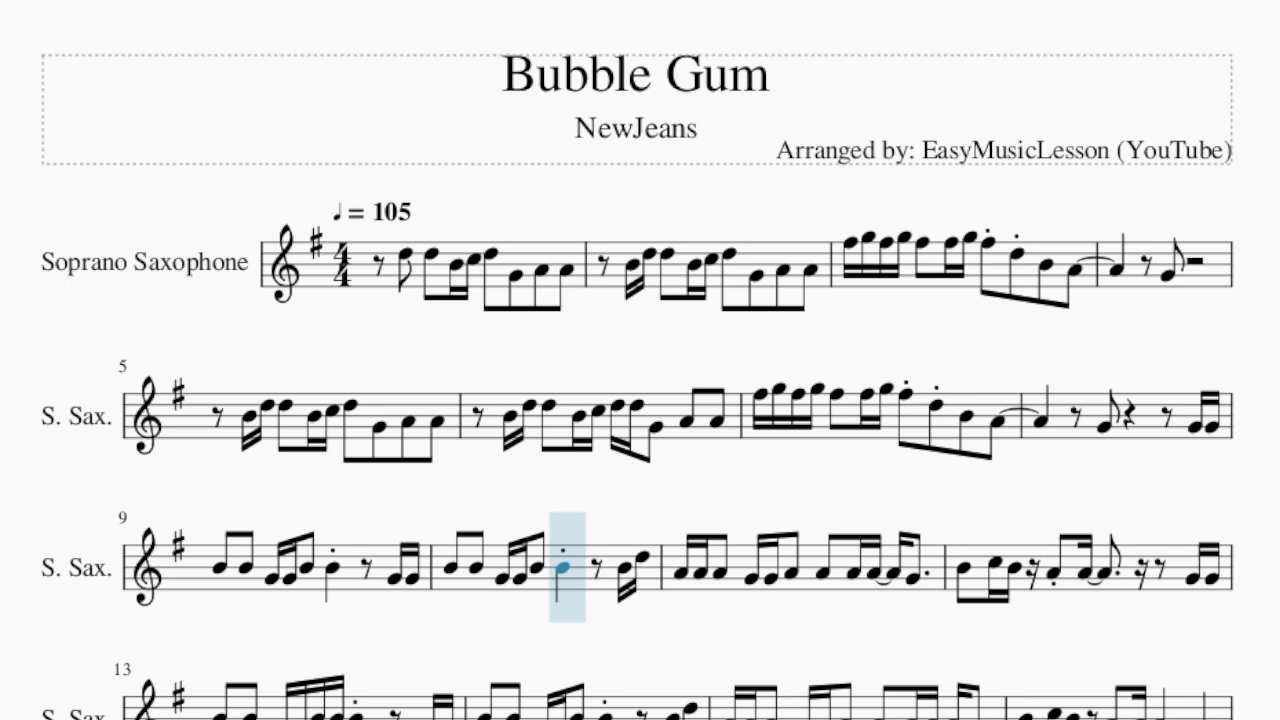 Bubble Gum
NewJeans
Arranged by: EasyMusicLesson (YouTube)
♩ = 105
Soprano Saxophone
4
4
5
S. Sax.
9
S. Sax.
13
S. Sax.